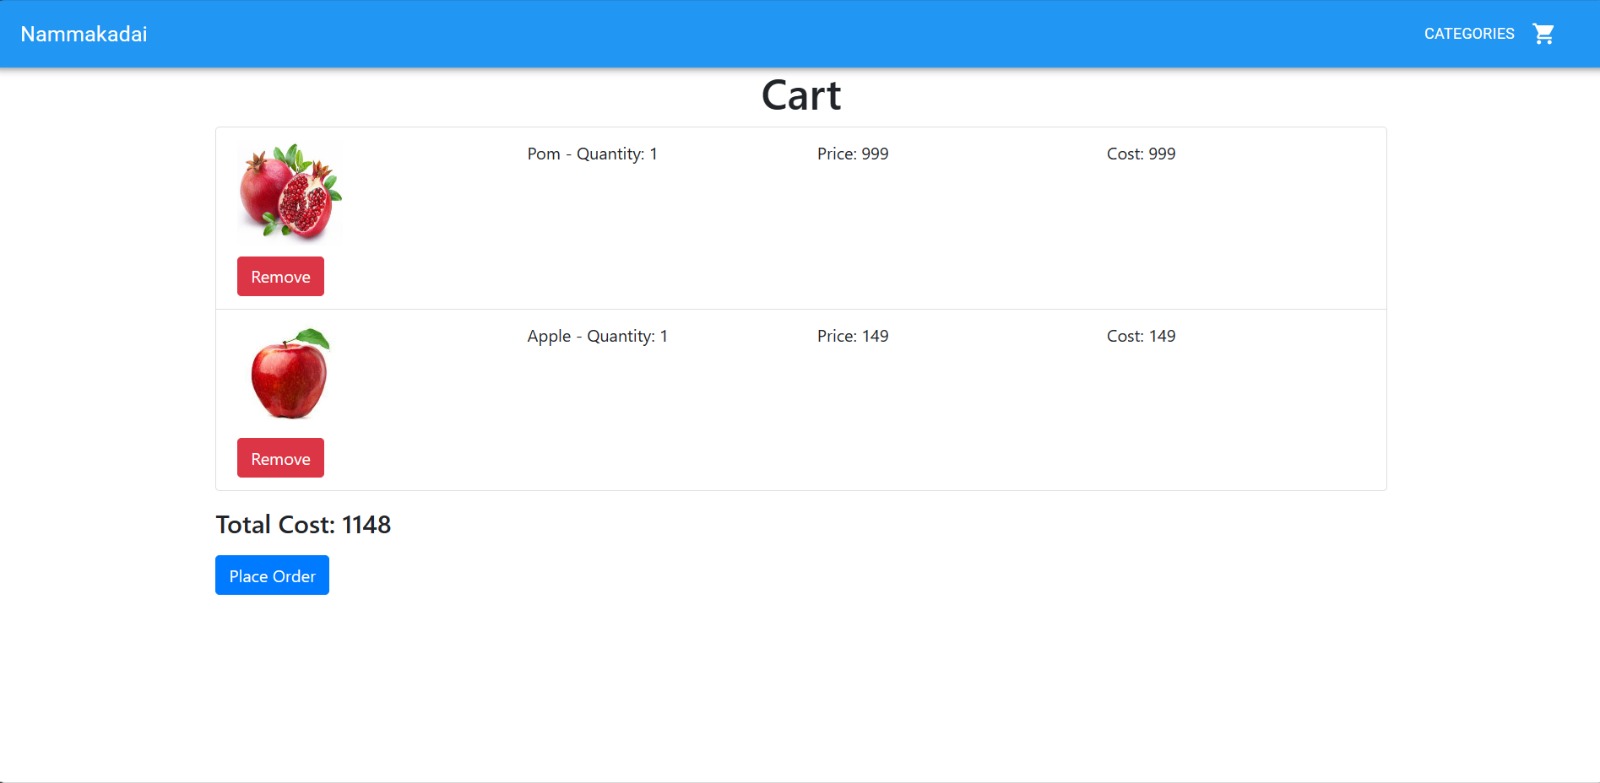 Nammakadai
CATEGORIES
Cart
Pom - Quantity: 1
Price: 999
Cost: 999
Remove
Apple - Quantity: 1
Price: 149
Cost: 149
Remove
Total Cost: 1148
Place Order